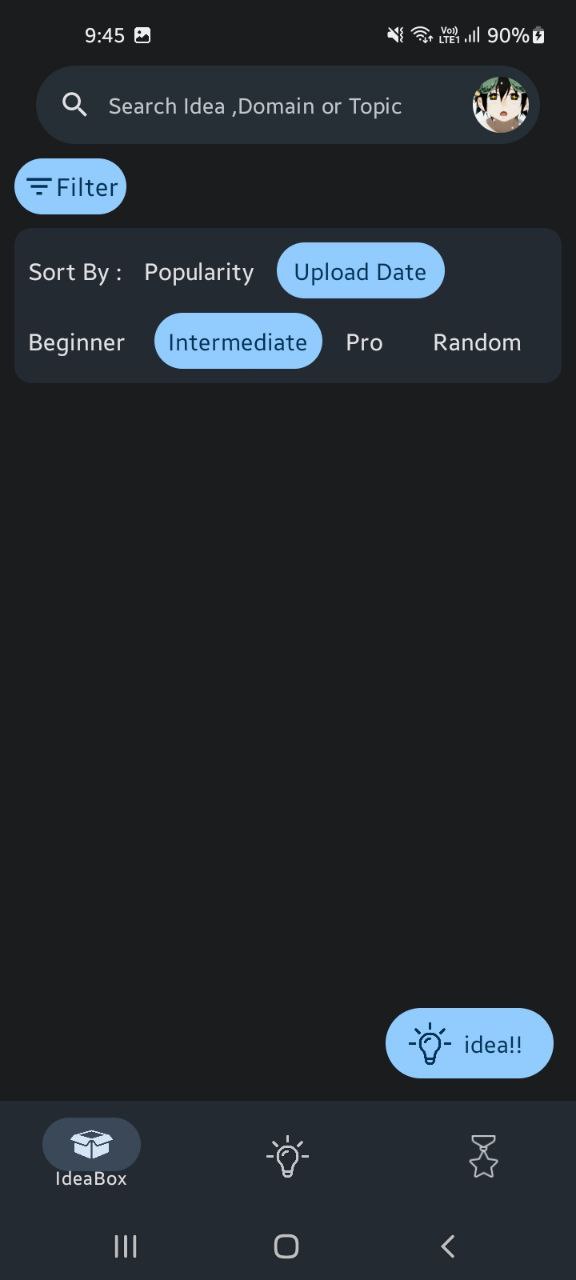 9:45 Vo)) LTE1 90%
Search Idea ,Domain or Topic
Filter
Sort By : Popularity Upload Date
Beginner Intermediate Pro Random
idea!!
IdeaBox